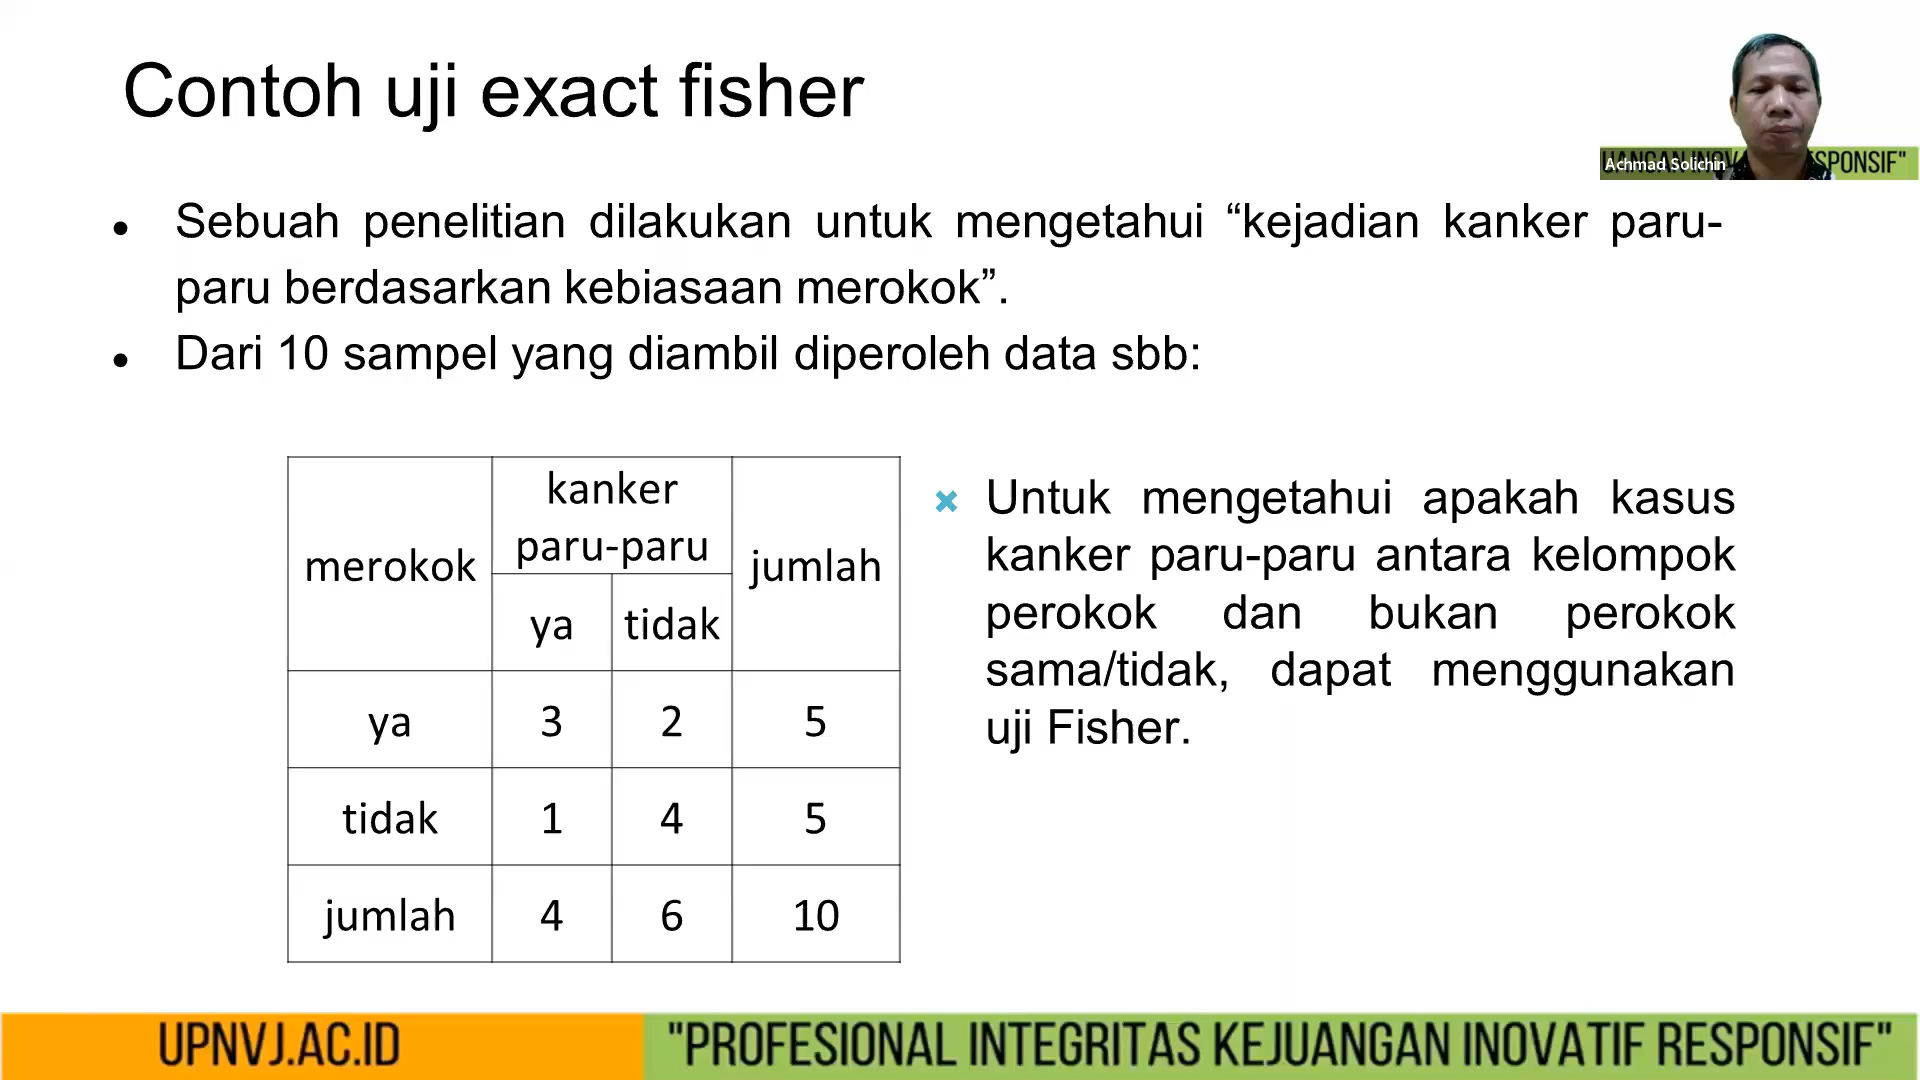 Contoh uji exact fisher
Achmad Solichin
SPONSIF"
• Sebuah penelitian dilakukan untuk mengetahui “kejadian kanker paru-
paru berdasarkan kebiasaan merokok”.
• Dari 10 sampel yang diambil diperoleh data sbb:
merokok kanker paru-paru jumlah
ya tidak
ya 3 2 5
tidak 1 4 5
jumlah 4 6 10
Untuk mengetahui apakah kasus
kanker paru-paru antara kelompok
perokok dan bukan perokok
sama/tidak, dapat menggunakan
uji Fisher.
UPNVJ.AC.ID
"PROFESIONAL INTEGRITAS KEJUANGAN INOVATIF RESPONSIF"